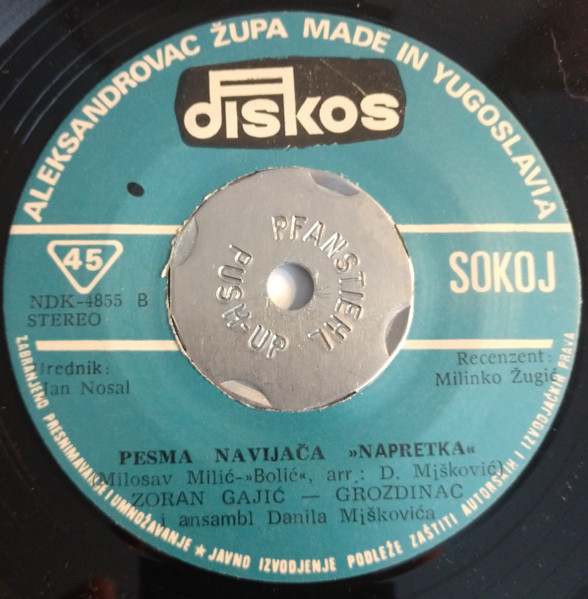 ALEKSANDROVAC ŽUPA MADE IN YUGOSLAVIA
diskos
45
SOKOJ
NDK-4855 B
STEREO
PFANSTIEHL
PUSH-UP
Urednik:
Jan Nosal
Recenzent:
Milinko Žugić
PESMA NAVIJAČA »NAPRETKA«
(Milosav Milić-»Bolić«, arr.: D. Mišković)
ZORAN GAJIĆ — GROZDINAC
i ansambl Danila Miškovića
ZABRANJENO PRESNIMAVANJE I UMNOŽAVANJE ★ JAVNO IZVODJENJE PODLEŽE ZAŠTITI AUTORSKIH I IZVODJAČKIH PRAVA